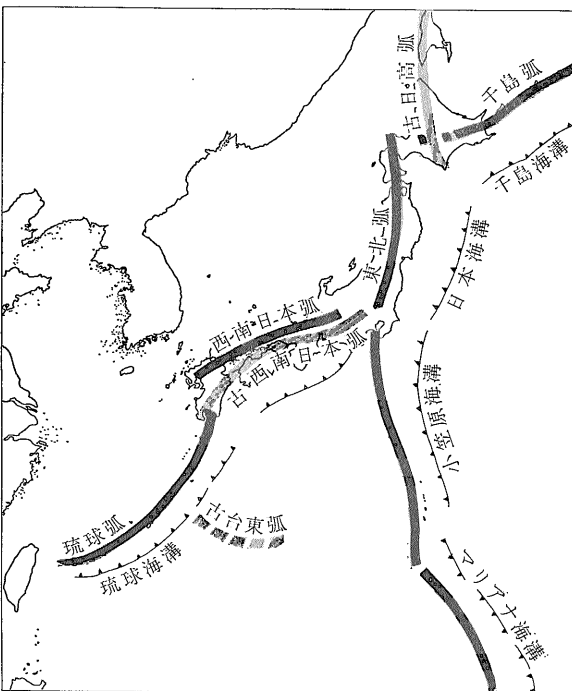 古日高弧
千島弧
千島海溝
東北弧
日本海溝
西南日本弧
古西南日本弧
小笠原海溝
琉球弧
琉球海溝
古台東弧
マリアナ海溝